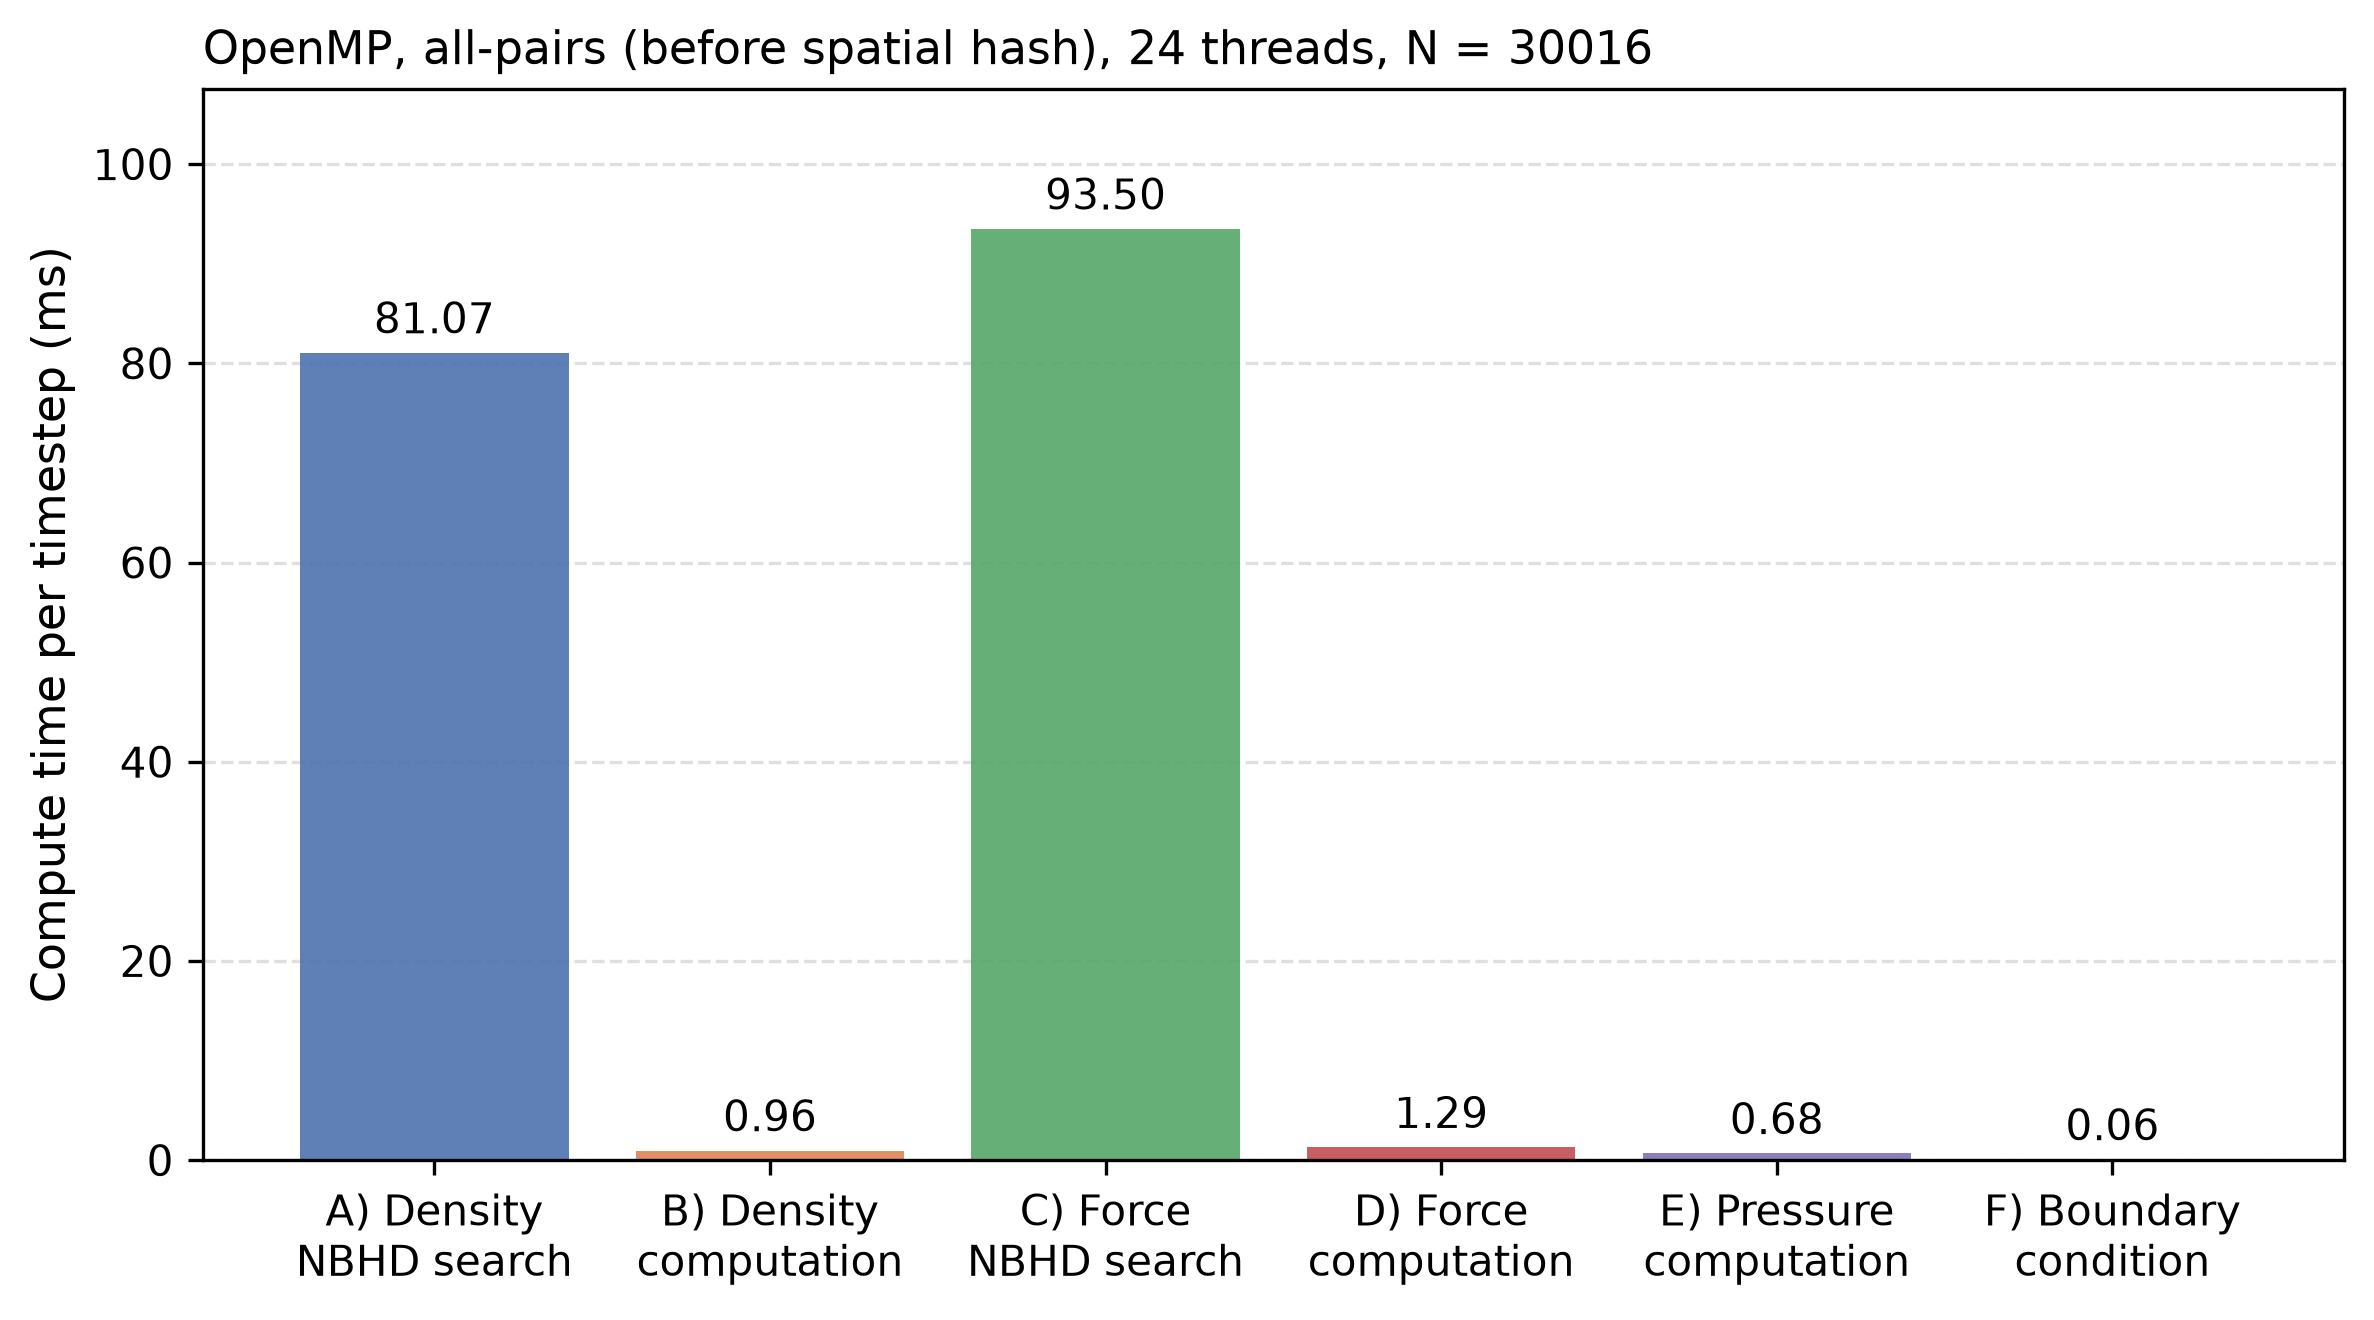 OpenMP, all-pairs (before spatial hash), 24 threads, N = 30016
Compute time per timestep (ms)
100
80
60
40
20
0
81.07
0.96
93.50
1.29
0.68
0.06
A) Density
NBHD search
B) Density
computation
C) Force
NBHD search
D) Force
computation
E) Pressure
computation
F) Boundary
condition